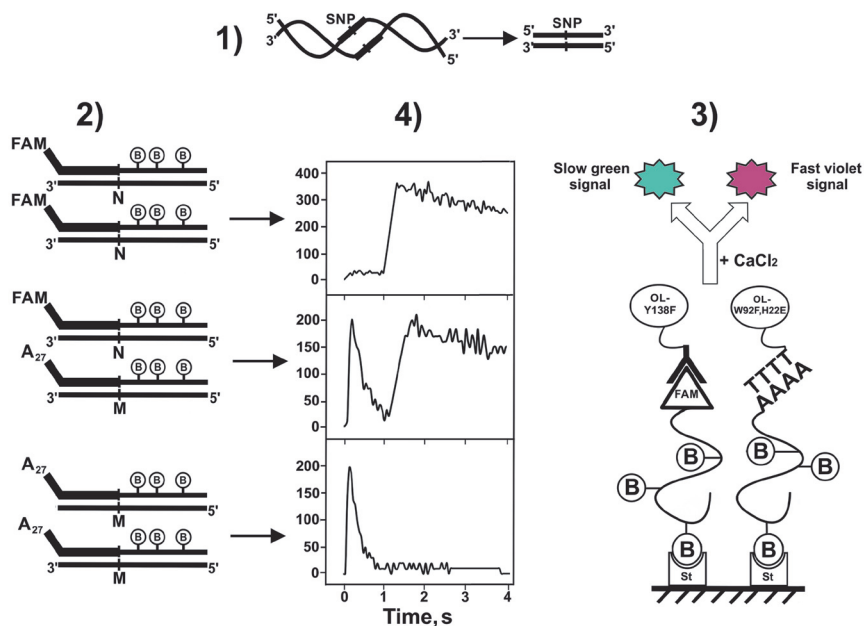 1)
5' SNP 3'
3' 5'
SNP
5' 3'
3' 5'
2)
FAM
B B B
3' 5'
N
FAM
B B B
3' 5'
N
FAM
B B B
3' 5'
N
A27
B B B
3' 5'
M
A27
B B B
5'
M
A27
B B B
3' 5'
M
4)
400
300
200
100
0
200
150
100
50
0
200
150
100
50
0
0 1 2 3 4
Time, s
3)
Slow green
signal
Fast violet
signal
+ CaCl2
OL-
Y138F
OL-
W92F,H22E
FAM
TTTT
AAAA
B B
B B
B B
St St